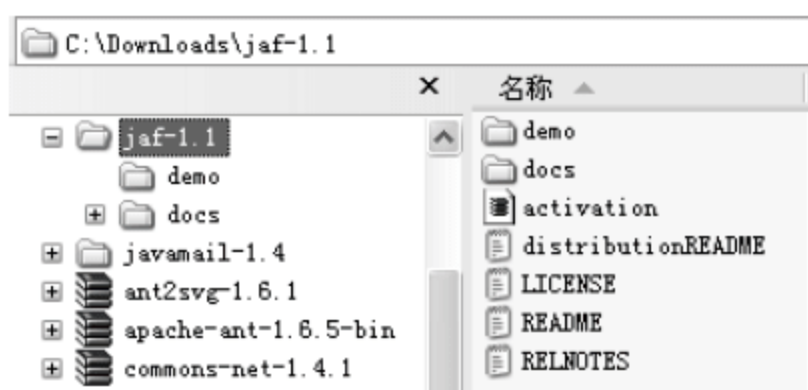 C:\Downloads\jaf-1.1
名称
jaf-1.1
demo
docs
javamail-1.4
ant2svg-1.6.1
apache-ant-1.6.5-bin
commons-net-1.4.1
demo
docs
activation
distributionREADME
LICENSE
README
RELNOTES